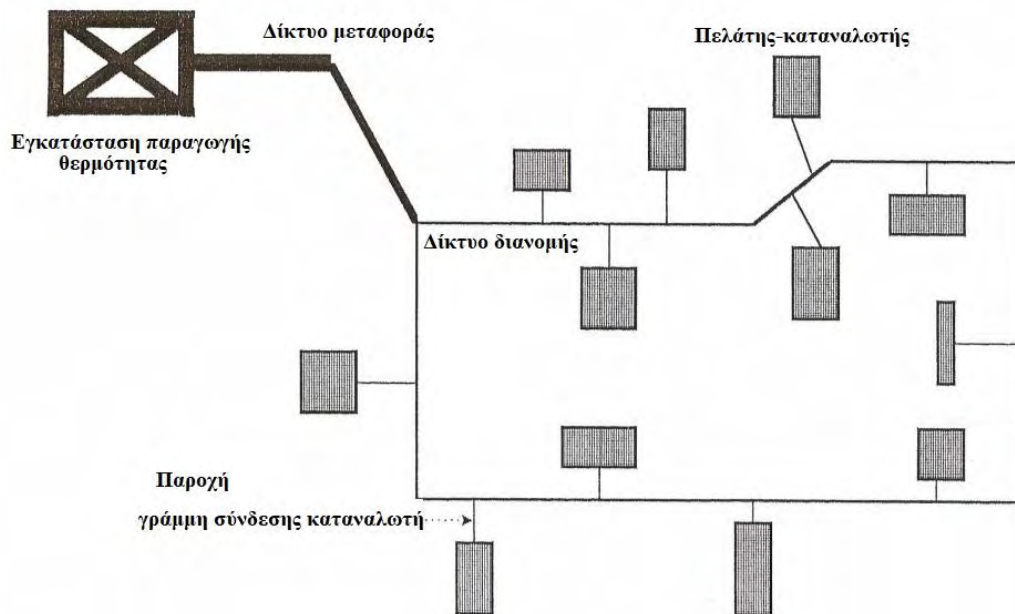 Δίκτυο μεταφοράς
Πελάτης-καταναλωτής
Εγκατάσταση παραγωγής
θερμότητας
Δίκτυο διανομής
Παροχή
γράμμη σύνδεσης καταναλωτή